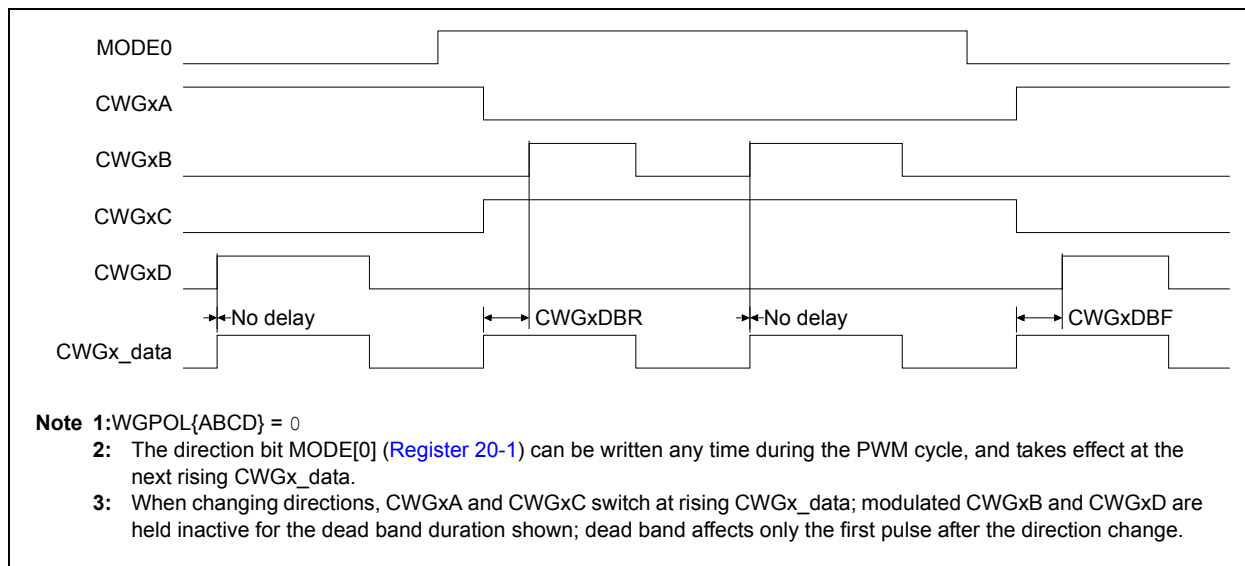 MODE0
CWGxA
CWGxB
CWGxC
CWGxD
No delay CWGxDBR No delay CWGxDBF
CWGx_data
Note 1:WGPOL{ABCD} = 0
2: The direction bit MODE[0] (Register 20-1) can be written any time during the PWM cycle, and takes effect at the
next rising CWGx_data.
3: When changing directions, CWGxA and CWGxC switch at rising CWGx_data; modulated CWGxB and CWGxD are
held inactive for the dead band duration shown; dead band affects only the first pulse after the direction change.